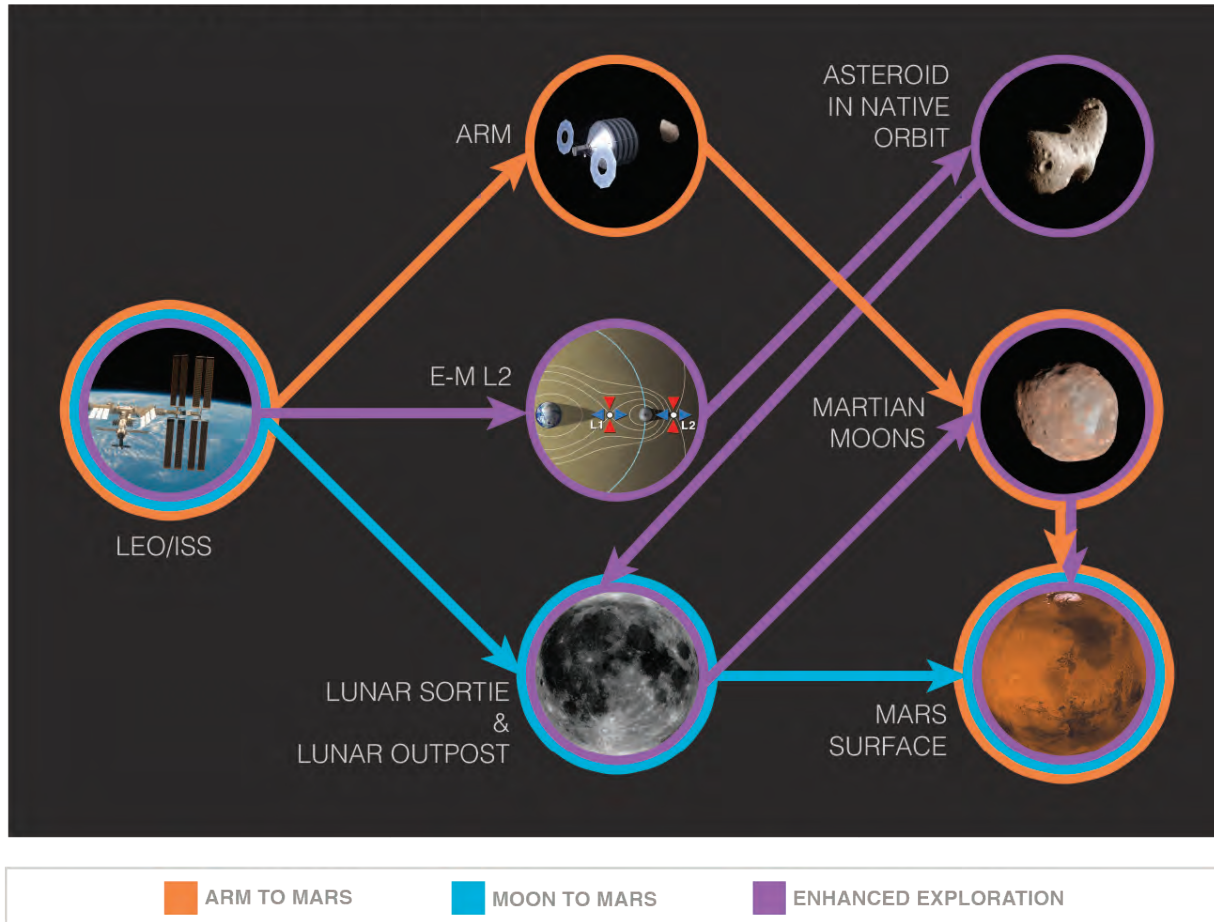 ARM
ASTEROID
IN NATIVE
ORBIT
E-M L2
L1
L2
MARTIAN
MOONS
LEO/ISS
LUNAR SORTIE
&
LUNAR OUTPOST
MARS
SURFACE
ARM TO MARS
MOON TO MARS
ENHANCED EXPLORATION